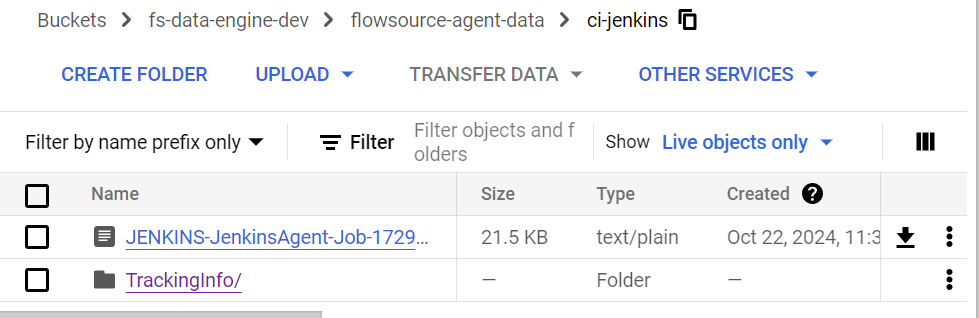 Buckets > fs-data-engine-dev > flowsource-agent-data > ci-jenkins
CREATE FOLDER UPLOAD TRANSFER DATA OTHER SERVICES
Filter by name prefix only Filter Filter objects and f
olders
Show Live objects only
Name Size Type Created ?
JENKINS-JenkinsAgent-Job-1729... 21.5 KB text/plain Oct 22, 2024, 11:3
TrackingInfo/ — Folder —